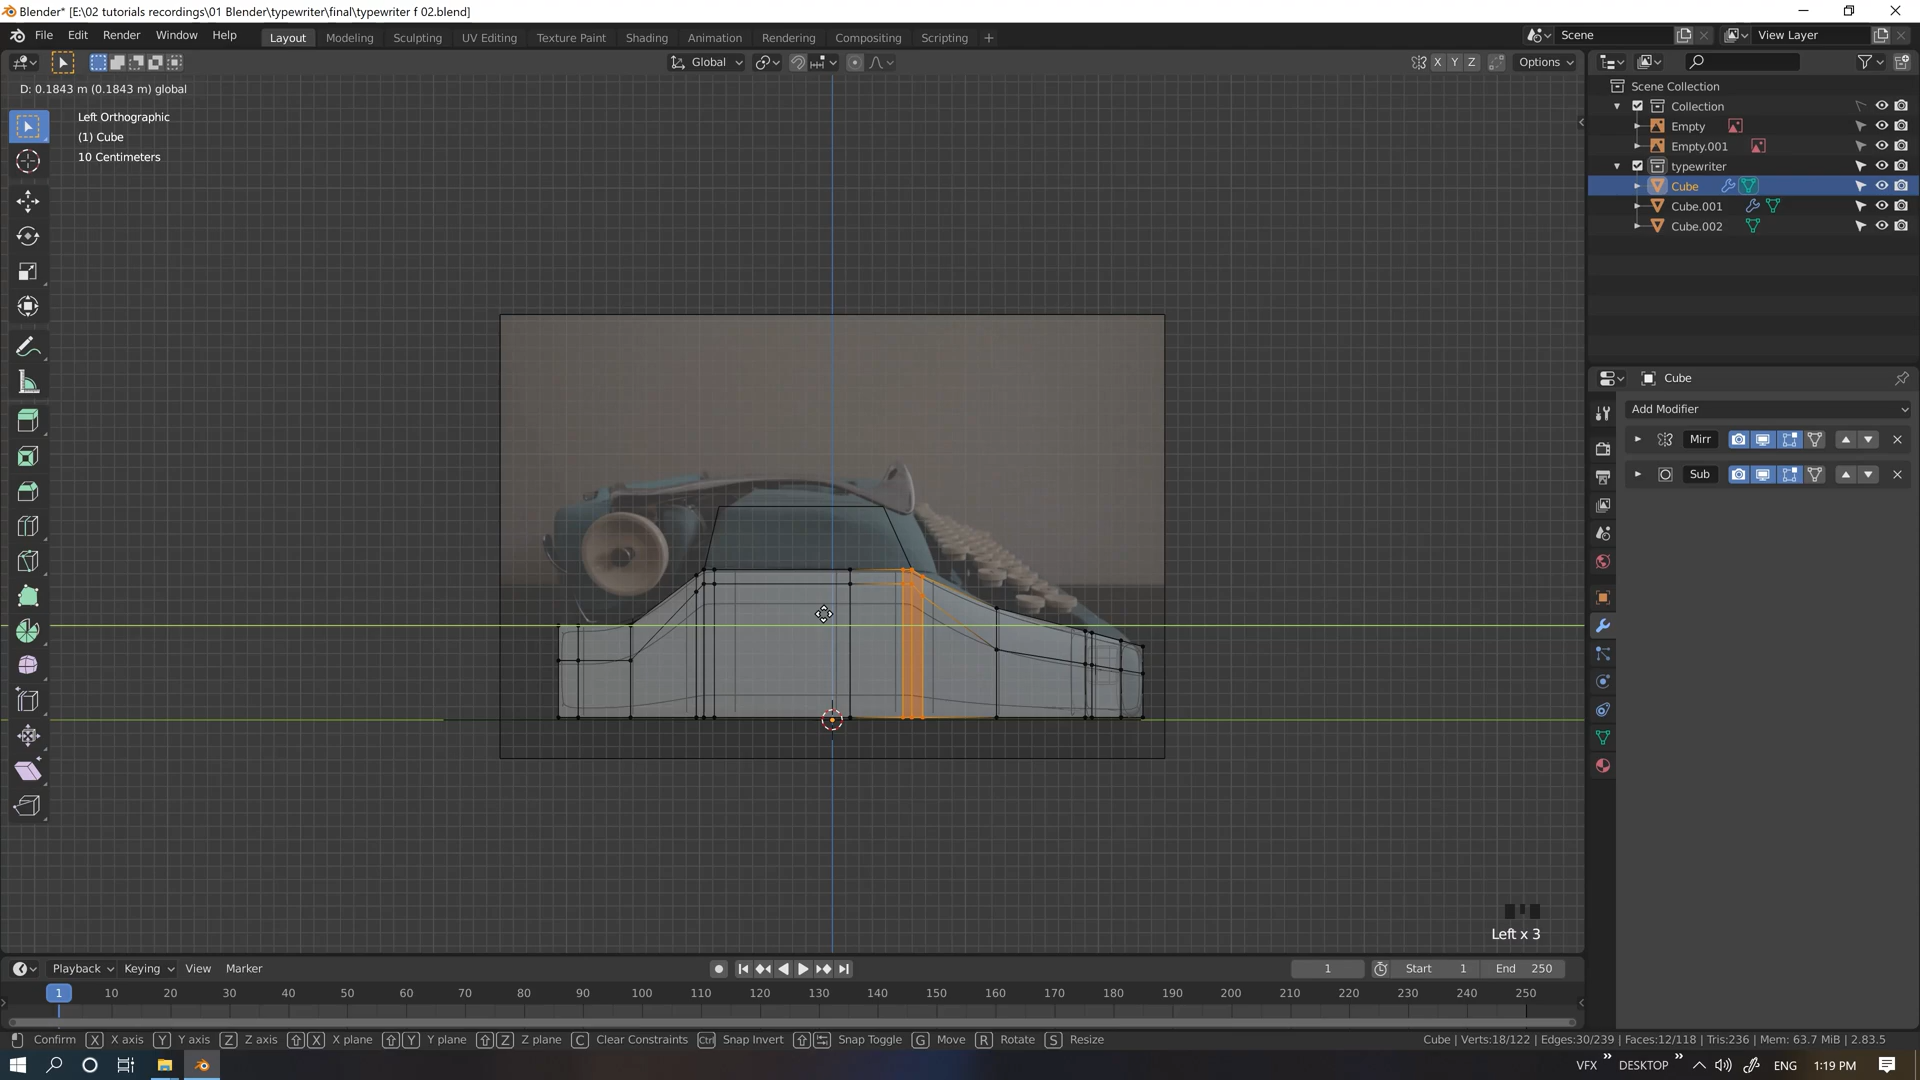 Blender* [E:\02 tutorials recordings\01 Blender\typewriter\final\typewriter f 02.blend]
File Edit Render Window Help Layout Modeling Sculpting UV Editing Texture Paint Shading Animation Rendering Compositing Scripting + Scene View Layer
Global X Y Z Options
D: 0.1843 m (0.1843 m) global
Left Orthographic
(1) Cube
10 Centimeters
Scene Collection
Collection
Empty
Empty.001
typewriter
Cube
Cube.001
Cube.002
Cube
Add Modifier
Mirr
Sub
Left x 3
Playback Keying View Marker 1 Start 1 End 250
1 10 20 30 40 50 60 70 80 90 100 110 120 130 140 150 160 170 180 190 200 210 220 230 240 250
Confirm X X axis Y Y axis Z Z axis X X plane Y Y plane Z Z plane C Clear Constraints Ctrl Snap Invert Snap Toggle G Move R Rotate S Resize Cube | Verts:18/122 | Edges:30/239 | Faces:12/118 | Tris:236 | Mem: 63.7 MiB | 2.83.5
VFX DESKTOP ENG 1:19 PM